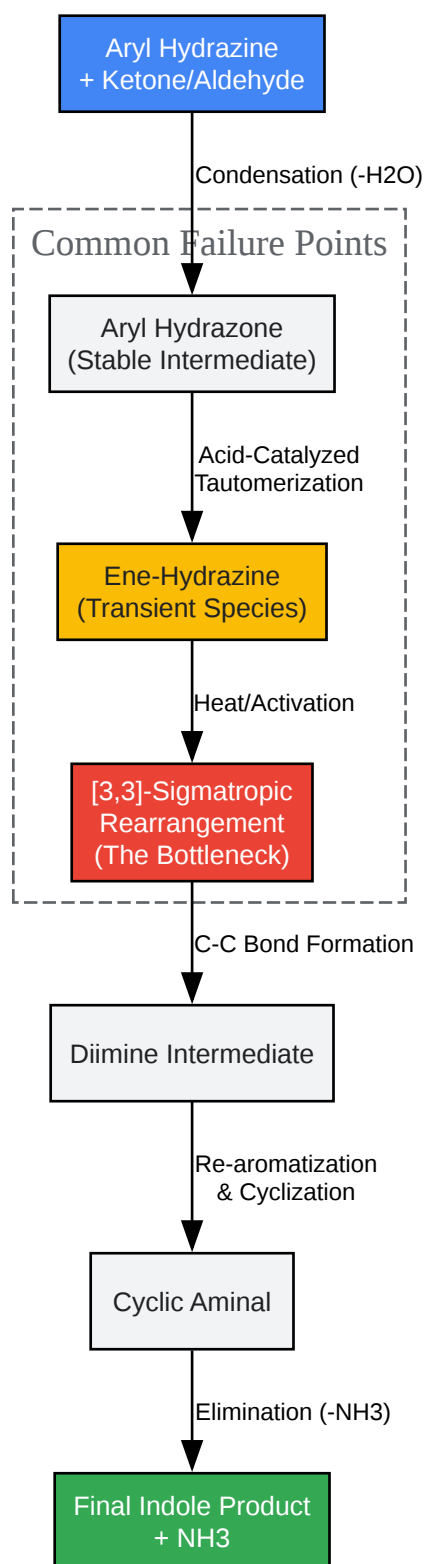 Aryl Hydrazine
+ Ketone/Aldehyde
Condensation (-H2O)
Common Failure Points
Aryl Hydrazone
(Stable Intermediate)
Acid-Catalyzed
Tautomerization
Ene-Hydrazine
(Transient Species)
Heat/Activation
[3,3]-Sigmatropic
Rearrangement
(The Bottleneck)
C-C Bond Formation
Diimine Intermediate
Re-aromatization
& Cyclization
Cyclic Aminal
Elimination (-NH3)
Final Indole Product
+ NH3